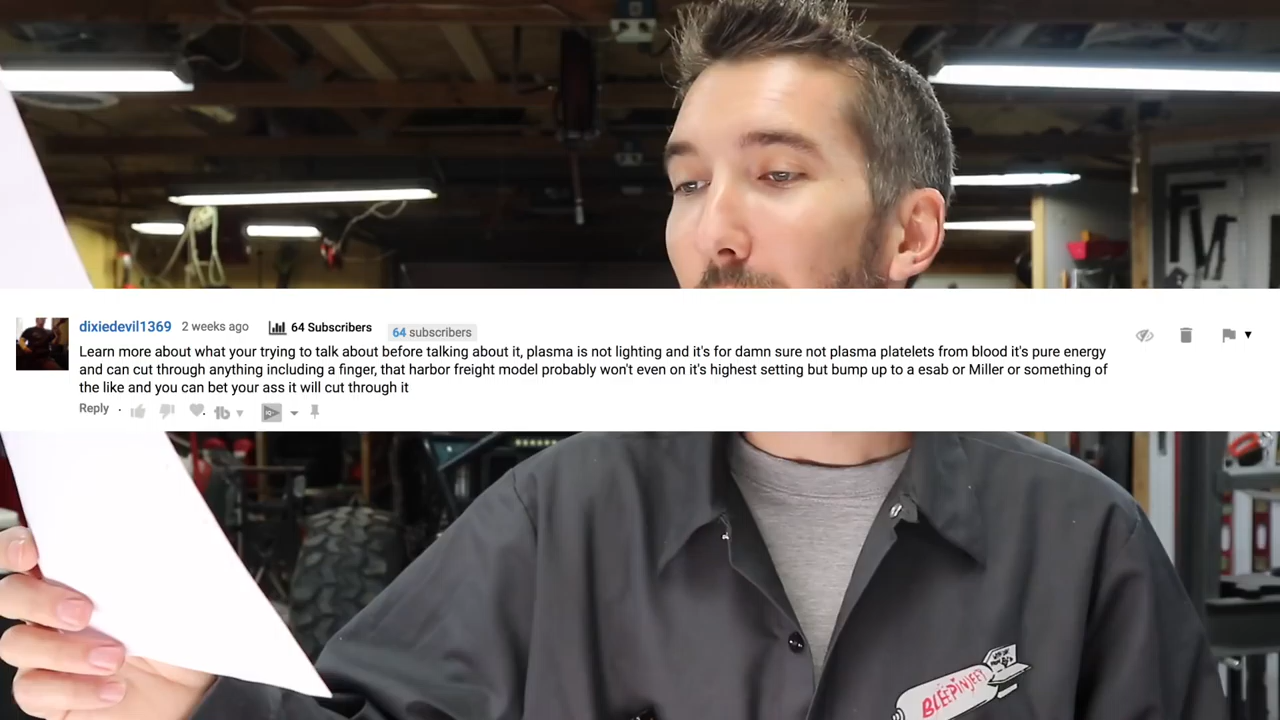 dixiedevil1369 2 weeks ago 64 Subscribers 64 subscribers
Learn more about what your trying to talk about before talking about it, plasma is not lighting and it's for damn sure not plasma platelets from blood it's pure energy
and can cut through anything including a finger, that harbor freight model probably won't even on it's highest setting but bump up to a esab or Miller or something of
the like and you can bet your ass it will cut through it
Reply
BLEEPINJEEP